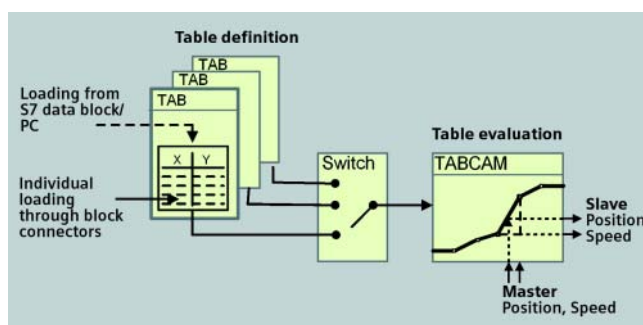 Table definition
TAB
TAB
TAB
Loading from
S7 data block/
PC
X Y
Individual
loading
through block
connectors
Switch
Table evaluation
TABCAM
Slave
Position
Speed
Master
Position, Speed